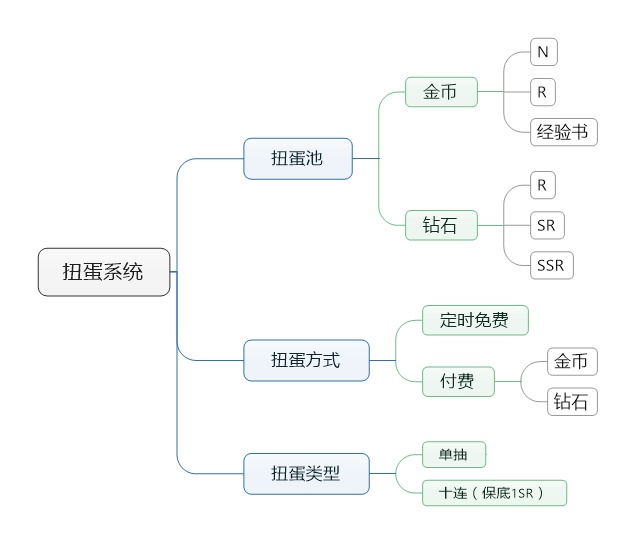 扭蛋系统
扭蛋池
金币
N
R
经验书
钻石
R
SR
SSR
扭蛋方式
定时免费
付费
金币
钻石
扭蛋类型
单抽
十连（保底1SR）